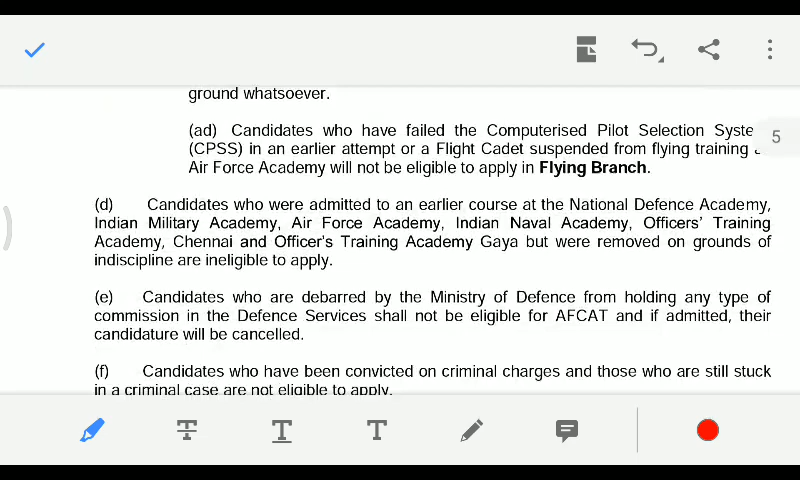 ground whatsoever.
5
(ad) Candidates who have failed the Computerised Pilot Selection Syste
(CPSS) in an earlier attempt or a Flight Cadet suspended from flying training
Air Force Academy will not be eligible to apply in Flying Branch.
(d) Candidates who were admitted to an earlier course at the National Defence Academy,
Indian Military Academy, Air Force Academy, Indian Naval Academy, Officers' Training
Academy, Chennai and Officer's Training Academy Gaya but were removed on grounds of
indiscipline are ineligible to apply.
(e) Candidates who are debarred by the Ministry of Defence from holding any type of
commission in the Defence Services shall not be eligible for AFCAT and if admitted, their
candidature will be cancelled.
(f) Candidates who have been convicted on criminal charges and those who are still stuck
in a criminal case are not eligible to apply.